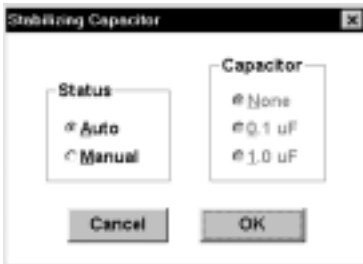 Stabilizing Capacitor
Status
Auto
Manual
Capacitor
None
0.1 uF
1.0 uF
Cancel
OK